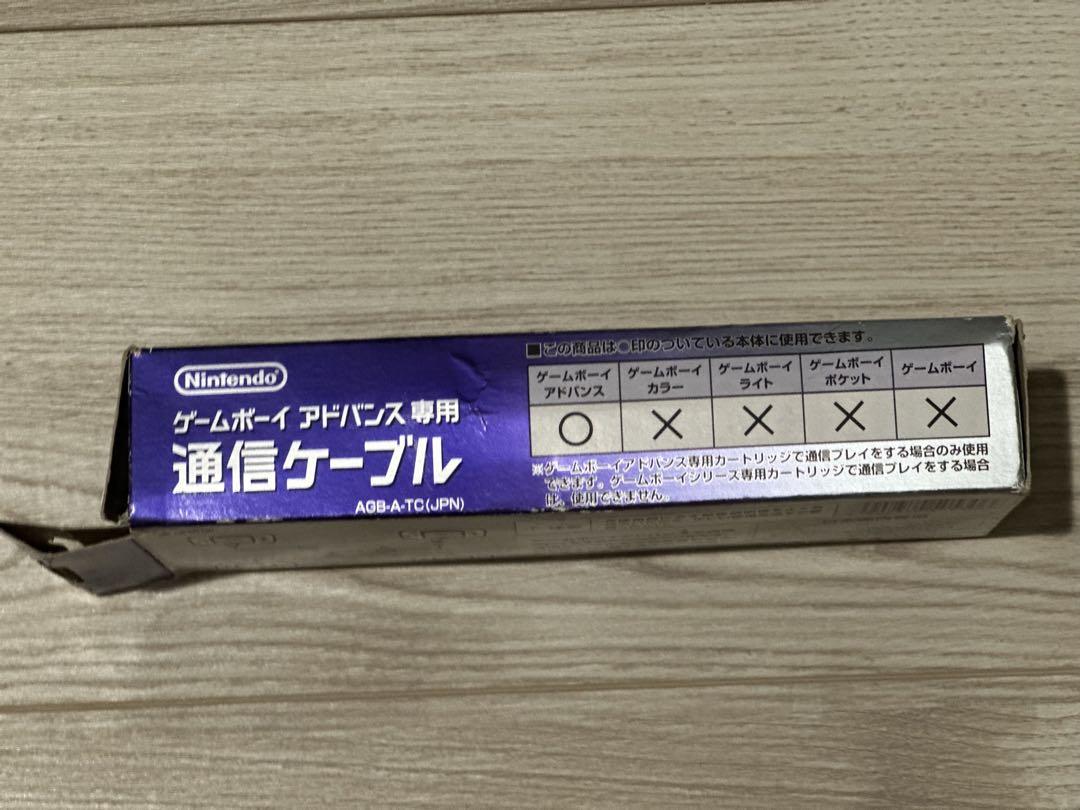 Nintendo
ゲームボーイ アドバンス 専用
通信ケーブル
AGB-A-TC(JPN)
■この商品は○印のついている本体に使用できます。
ゲームボーイ アドバンス
ゲームボーイ カラー
ゲームボーイ ライト
ゲームボーイ ポケット
ゲームボーイ
○ × × × ×
※ゲームボーイアドバンス専用カートリッジで通信プレイをする場合のみ使用
できます。ゲームボーイシリーズ専用カートリッジで通信プレイをする場合
は、使用できません。